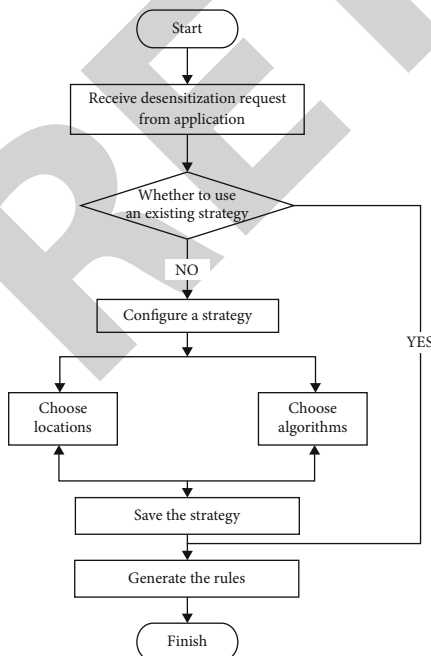 Start
Receive desensitization request
from application
Whether to use
an existing strategy
NO
Configure a strategy
YES
Choose
locations
Choose
algorithms
Save the strategy
Generate the rules
Finish
RET